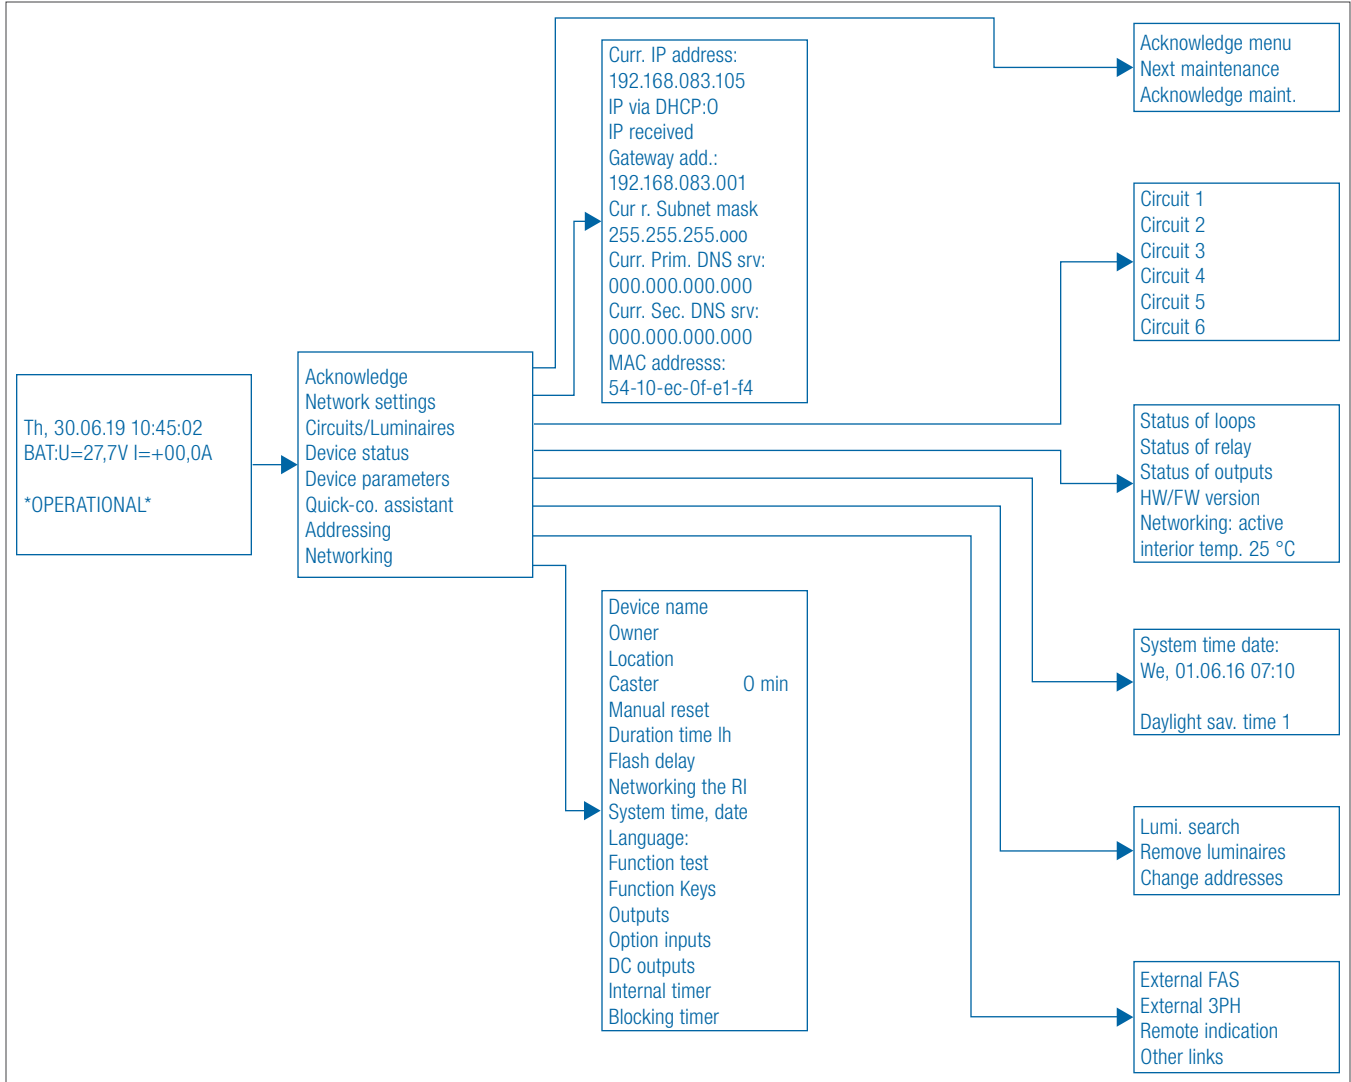 Th, 30.06.19 10:45:02
BAT:U=27,7V I=+00,0A
*OPERATIONAL*
Acknowledge
Network settings
Circuits/Luminaires
Device status
Device parameters
Quick-co. assistant
Addressing
Networking
Curr. IP address:
192.168.083.105
IP via DHCP:O
IP received
Gateway add.:
192.168.083.001
Cur r. Subnet mask
255.255.255.ooo
Curr. Prim. DNS srv:
000.000.000.000
Curr. Sec. DNS srv:
000.000.000.000
MAC addresss:
54-10-ec-0f-e1-f4
Device name
Owner
Location
Caster O min
Manual reset
Duration time lh
Flash delay
Networking the RI
System time, date
Language:
Function test
Function Keys
Outputs
Option inputs
DC outputs
Internal timer
Blocking timer
Acknowledge menu
Next maintenance
Acknowledge maint.
Circuit 1
Circuit 2
Circuit 3
Circuit 4
Circuit 5
Circuit 6
Status of loops
Status of relay
Status of outputs
HW/FW version
Networking: active
interior temp. 25 °C
System time date:
We, 01.06.16 07:10
Daylight sav. time 1
Lumi. search
Remove luminaires
Change addresses
External FAS
External 3PH
Remote indication
Other links